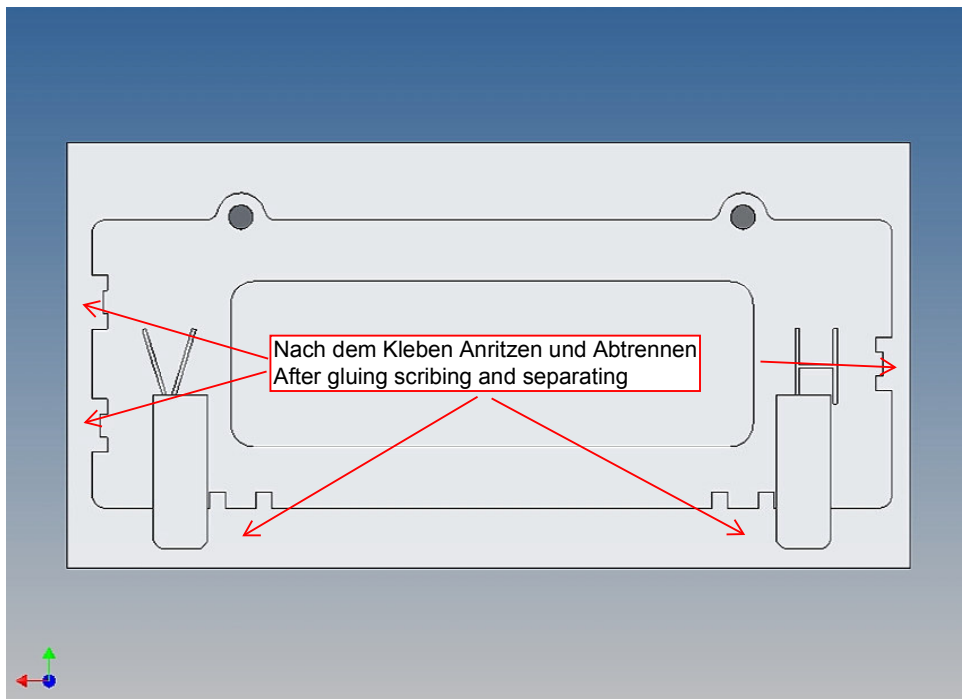 Nach dem Kleben Anritzen und Abtrennen
After gluing scribing and separating